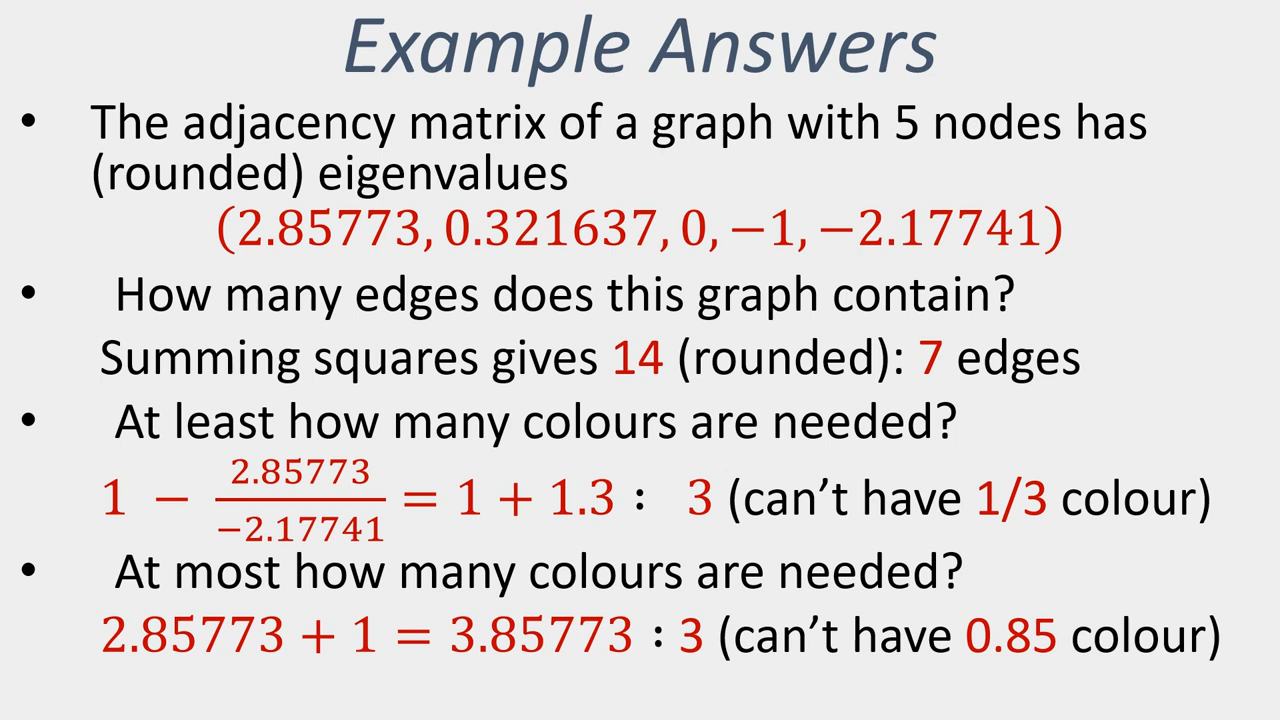 Example Answers
• The adjacency matrix of a graph with 5 nodes has
(rounded) eigenvalues
(2.85773, 0.321637, 0, −1, −2.17741)
• How many edges does this graph contain?
Summing squares gives 14 (rounded): 7 edges
• At least how many colours are needed?
1 − 2.85773/−2.17741 = 1 + 1.3 : 3 (can’t have 1/3 colour)
• At most how many colours are needed?
2.85773 + 1 = 3.85773 : 3 (can’t have 0.85 colour)